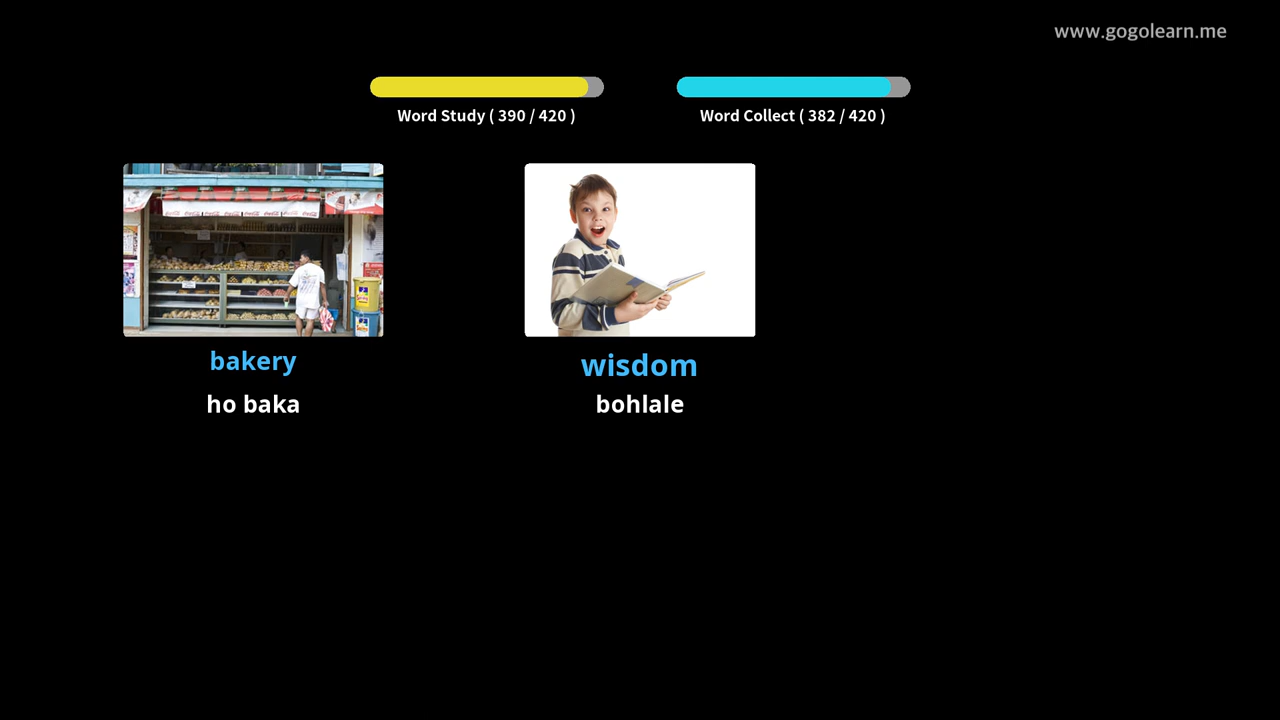 www.gogolearn.me
Word Study ( 390 / 420 )
Word Collect ( 382 / 420 )
bakery
ho baka
wisdom
bohlale